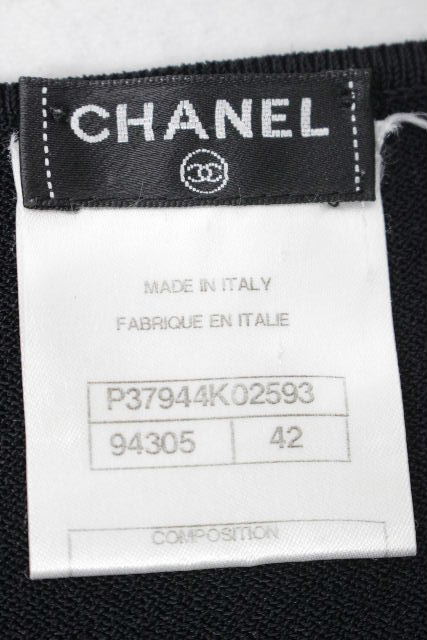 CHANEL
MADE IN ITALY
FABRIQUE EN ITALIE
P37944K02593
94305 42
COMPOSITION